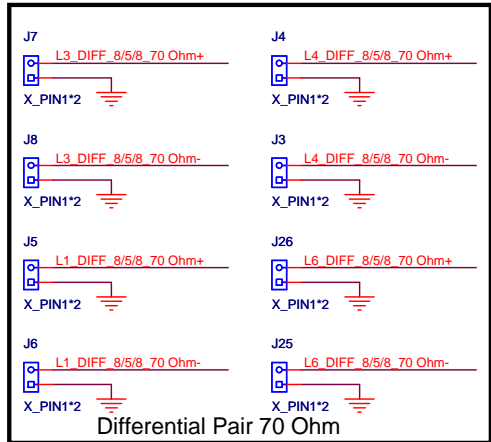 J7
L3_DIFF_8/5/8_70 Ohm+
X_PIN1*2
J4
L4_DIFF_8/5/8_70 Ohm+
X_PIN1*2
J8
L3_DIFF_8/5/8_70 Ohm-
X_PIN1*2
J3
L4_DIFF_8/5/8_70 Ohm-
X_PIN1*2
J5
L1_DIFF_8/5/8_70 Ohm+
X_PIN1*2
J26
L6_DIFF_8/5/8_70 Ohm+
X_PIN1*2
J6
L1_DIFF_8/5/8_70 Ohm-
X_PIN1*2
J25
L6_DIFF_8/5/8_70 Ohm-
X_PIN1*2
Differential Pair 70 Ohm